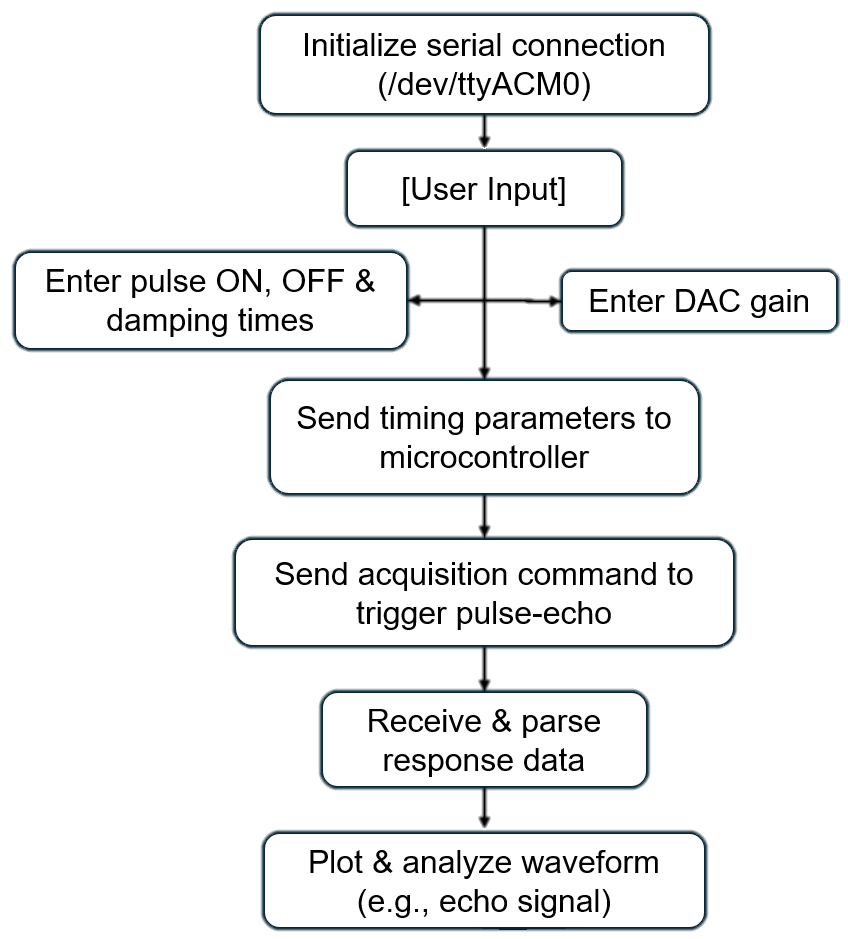 Initialize serial connection
(/dev/ttyACM0)
[User Input]
Enter pulse ON, OFF &
damping times
Enter DAC gain
Send timing parameters to
microcontroller
Send acquisition command to
trigger pulse-echo
Receive & parse
response data
Plot & analyze waveform
(e.g., echo signal)